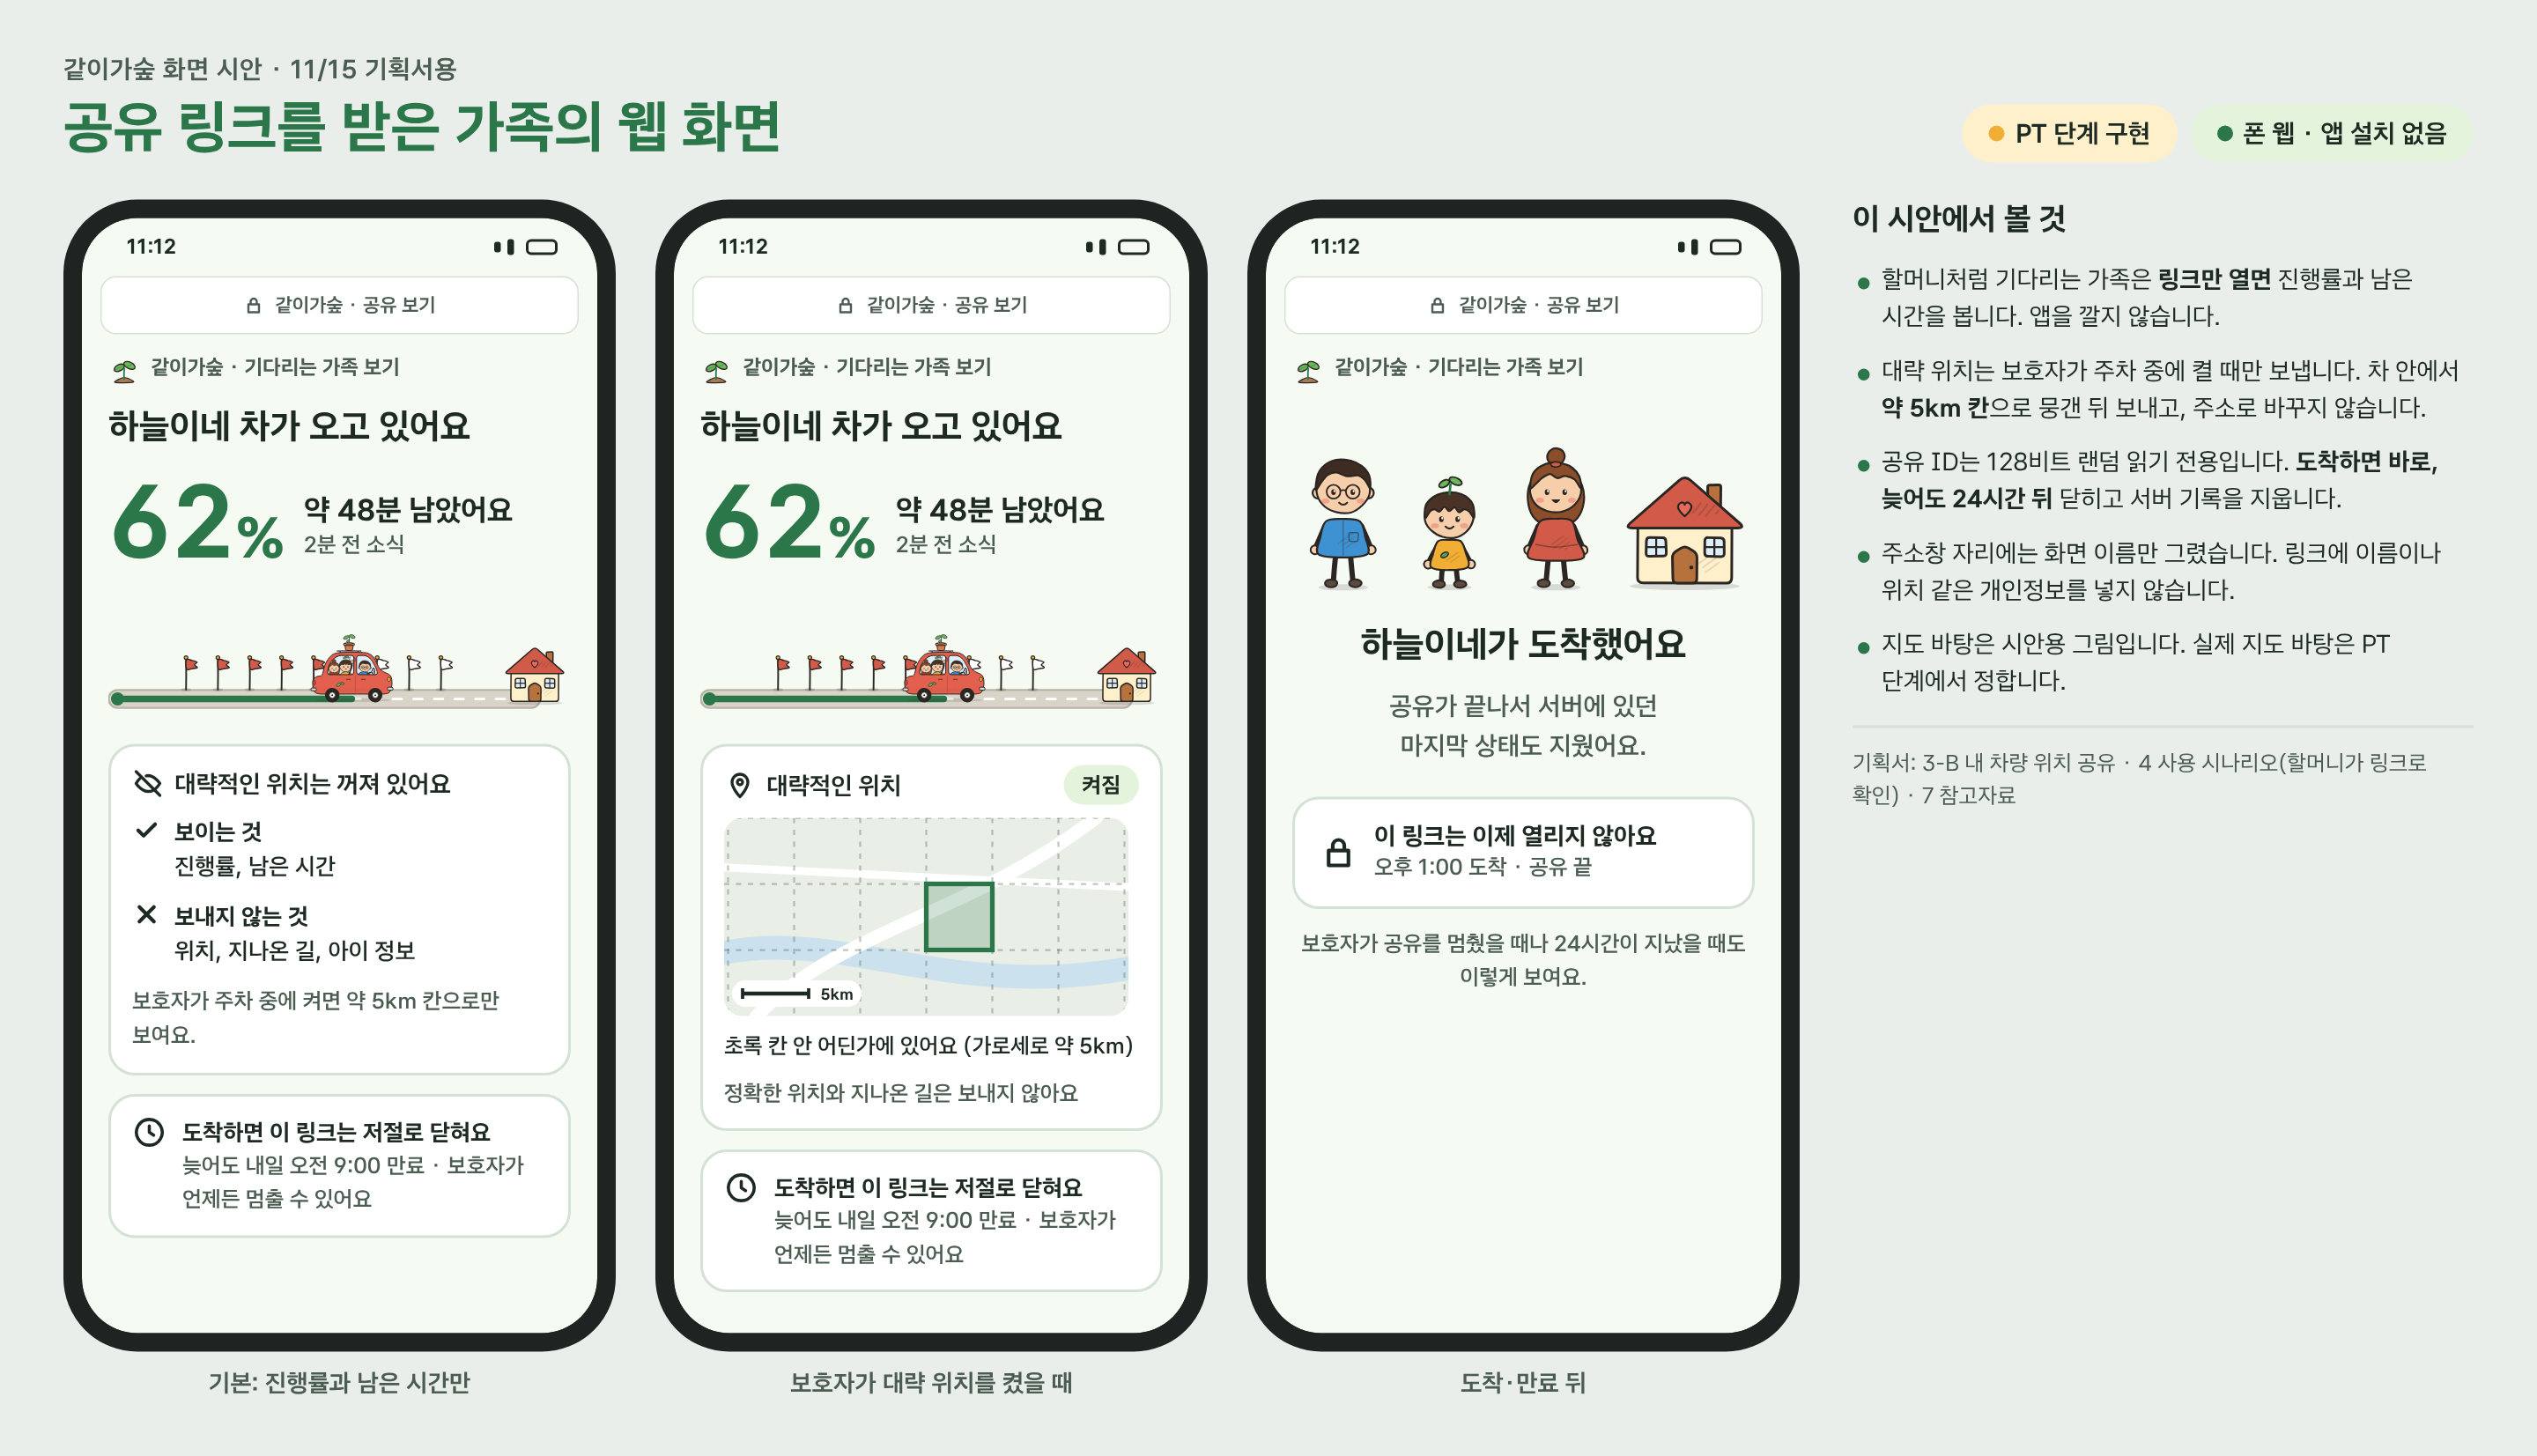 같이가숲 화면 시안 · 11/15 기획서용
공유 링크를 받은 가족의 웹 화면
PT 단계 구현
폰 웹 · 앱 설치 없음
11:12
같이가숲 · 공유 보기
같이가숲 · 기다리는 가족 보기
하늘이네 차가 오고 있어요
62%
약 48분 남았어요
2분 전 소식
대략적인 위치는 꺼져 있어요
보이는 것
진행률, 남은 시간
보내지 않는 것
위치, 지나온 길, 아이 정보
보호자가 주차 중에 켜면 약 5km 칸으로만
보여요.
도착하면 이 링크는 저절로 닫혀요
늦어도 내일 오전 9:00 만료 · 보호자가
언제든 멈출 수 있어요
기본: 진행률과 남은 시간만
11:12
같이가숲 · 공유 보기
같이가숲 · 기다리는 가족 보기
하늘이네 차가 오고 있어요
62%
약 48분 남았어요
2분 전 소식
대략적인 위치
켜짐
5km
초록 칸 안 어딘가에 있어요 (가로세로 약 5km)
정확한 위치와 지나온 길은 보내지 않아요
도착하면 이 링크는 저절로 닫혀요
늦어도 내일 오전 9:00 만료 · 보호자가
언제든 멈출 수 있어요
보호자가 대략 위치를 켰을 때
11:12
같이가숲 · 공유 보기
같이가숲 · 기다리는 가족 보기
하늘이네가 도착했어요
공유가 끝나서 서버에 있던
마지막 상태도 지웠어요.
이 링크는 이제 열리지 않아요
오후 1:00 도착 · 공유 끝
보호자가 공유를 멈췄을 때나 24시간이 지났을 때도
이렇게 보여요.
도착·만료 뒤
이 시안에서 볼 것
할머니처럼 기다리는 가족은 링크만 열면 진행률과 남은
시간을 봅니다. 앱을 깔지 않습니다.
대략 위치는 보호자가 주차 중에 켤 때만 보냅니다. 차 안에서
약 5km 칸으로 뭉갠 뒤 보내고, 주소로 바꾸지 않습니다.
공유 ID는 128비트 랜덤 읽기 전용입니다. 도착하면 바로,
늦어도 24시간 뒤 닫히고 서버 기록을 지웁니다.
주소창 자리에는 화면 이름만 그렸습니다. 링크에 이름이나
위치 같은 개인정보를 넣지 않습니다.
지도 바탕은 시안용 그림입니다. 실제 지도 바탕은 PT
단계에서 정합니다.
기획서: 3-B 내 차량 위치 공유 · 4 사용 시나리오(할머니가 링크로
확인) · 7 참고자료